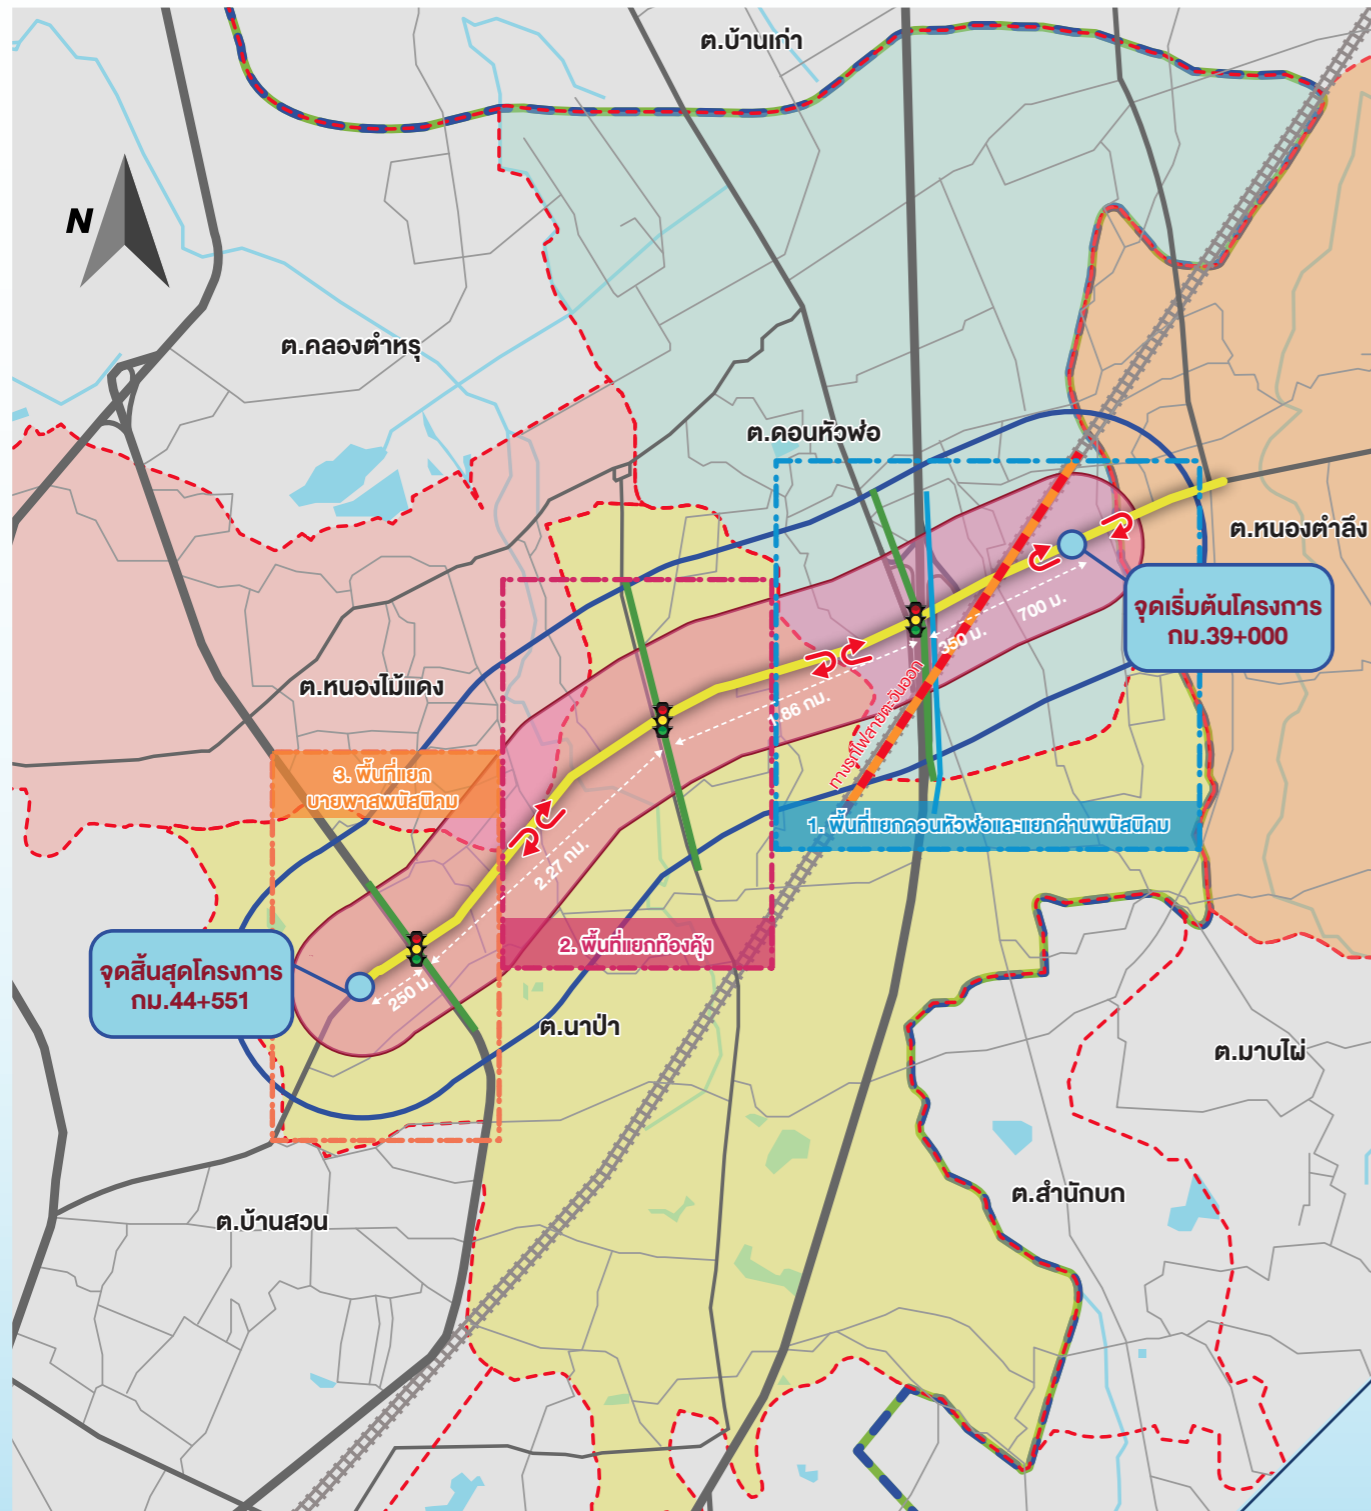 ต.บ้านเก่า
N
ต.คลองตำหรุ
ต.ดอนหัวฬ่อ
ต.หนองตำลึง
จุดเริ่มต้นโครงการ
กม.39+000
700 ม.
350 ม.
ทางรถไฟสายตะวันออก
1.86 กม.
ต.หนองไม้แดง
3. พื้นที่แยก
บายพาสพนัสนิคม
1. พื้นที่แยกดอนหัวฬ่อและแยกด่านพนัสนิคม
2.27 กม.
2. พื้นที่แยกท้องคุ้ง
จุดสิ้นสุดโครงการ
กม.44+551
250 ม.
ต.นาป่า
ต.มาบไผ่
ต.สำนักบก
ต.บ้านสวน